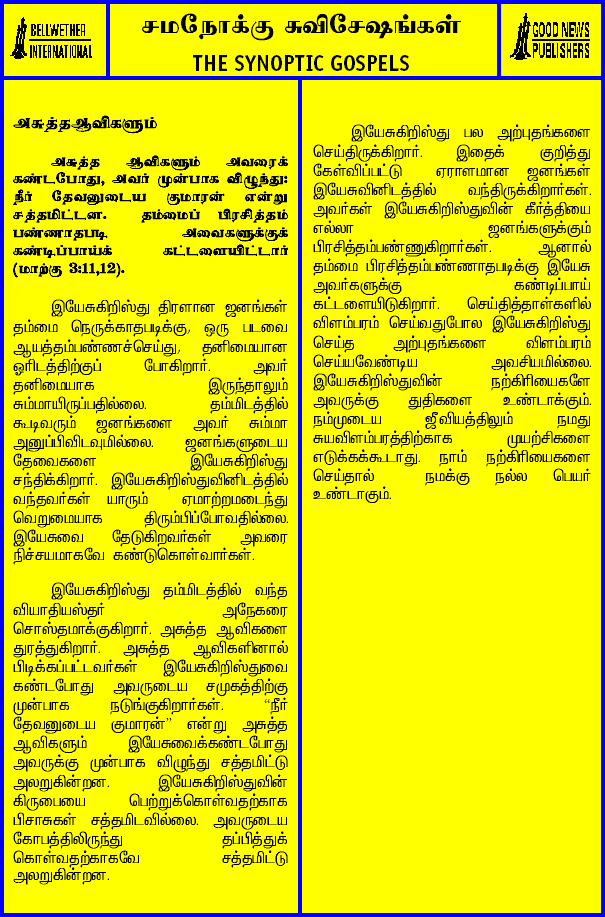 BELLWETHER
INTERNATIONAL
சமநோக்கு சுவிசேஷங்கள்
THE SYNOPTIC GOSPELS
GOOD NEWS
PUBLISHERS
அசுத்தஆவிகளும்
அசுத்த ஆவிகளும் அவரைக்
கண்டபோது, அவர் முன்பாக விழுந்து:
நீர் தேவனுடைய குமாரன் என்று
சத்தமிட்டன. தம்மைப் பிரசித்தம்
பண்ணாதபடி அவைகளுக்குக்
கண்டிப்பாய்க் கட்டளையிட்டார்
(மாற்கு 3:11,12).
இயேசுகிறிஸ்து திரளான ஜனங்கள்
தம்மை நெருக்காதபடிக்கு, ஒரு படவை
ஆயத்தம்பண்ணச்செய்து, தனிமையான
ஓரிடத்திற்குப் போகிறார். அவர்
தனிமையாக இருந்தாலும்
சும்மாயிருப்பதில்லை. தம்மிடத்தில்
கூடிவரும் ஜனங்களை அவர் சும்மா
அனுப்பிவிடவுமில்லை. ஜனங்களுடைய
தேவைகளை இயேசுகிறிஸ்து
சந்திக்கிறார். இயேசுகிறிஸ்துவினிடத்தில்
வந்தவர்கள் யாரும் ஏமாற்றமடைந்து
வெறுமையாக திரும்பிப்போவதில்லை.
இயேசுவை தேடுகிறவர்கள் அவரை
நிச்சயமாகவே கண்டுகொள்வார்கள்.
இயேசுகிறிஸ்து தம்மிடத்தில் வந்த
வியாதியஸ்தர் அநேகரை
சொஸ்தமாக்குகிறார். அசுத்த ஆவிகளை
துரத்துகிறார். அசுத்த ஆவிகளினால்
பிடிக்கப்பட்டவர்கள் இயேசுகிறிஸ்துவை
கண்டபோது அவருடைய சமுகத்திற்கு
முன்பாக நடுங்குகிறார்கள். “நீர்
தேவனுடைய குமாரன்” என்று அசுத்த
ஆவிகளும் இயேசுவைக்கண்டபோது
அவருக்கு முன்பாக விழுந்து சத்தமிட்டு
அலறுகின்றன. இயேசுகிறிஸ்துவின்
கிருபையை பெற்றுக்கொள்வதற்காக
பிசாசுகள் சத்தமிடவில்லை. அவருடைய
கோபத்திலிருந்து தப்பித்துக்
கொள்வதற்காகவே சத்தமிட்டு
அலறுகின்றன.
இயேசுகிறிஸ்து பல அற்புதங்களை
செய்திருக்கிறார். இதைக் குறித்து
கேள்விப்பட்டு ஏராளமான ஜனங்கள்
இயேசுவினிடத்தில் வந்திருக்கிறார்கள்.
அவர்கள் இயேசுகிறிஸ்துவின் கீர்த்தியை
எல்லா ஜனங்களுக்கும்
பிரசித்தம்பண்ணுகிறார்கள். ஆனால்
தம்மை பிரசித்தம்பண்ணாதபடிக்கு இயேசு
அவர்களுக்கு கண்டிப்பாய்
கட்டளையிடுகிறார். செய்தித்தாள்களில்
விளம்பரம் செய்வதுபோல இயேசுகிறிஸ்து
செய்த அற்புதங்களை விளம்பரம்
செய்யவேண்டிய அவசியமில்லை.
இயேசுகிறிஸ்துவின் நற்கிரியைகளே
அவருக்கு துதிகளை உண்டாக்கும்.
நம்முடைய ஜீவியத்திலும் நமது
சுயவிளம்பரத்திற்காக முயற்சிகளை
எடுக்கக்கூடாது. நாம் நற்கிரியைகளை
செய்தால் நமக்கு நல்ல பெயர்
உண்டாகும்.